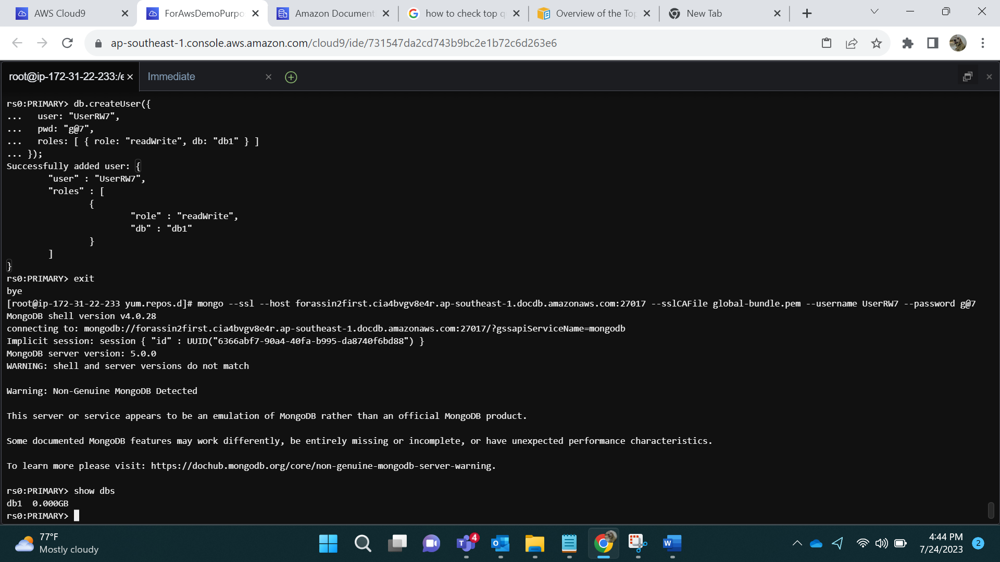 AWS Cloud9
ForAwsDemoPurpo
Amazon Document
how to check top q
Overview of the Top
New Tab
ap-southeast-1.console.aws.amazon.com/cloud9/ide/731547da2cd743b9bc2e1b72c6d263e6
root@ip-172-31-22-233:/e
Immediate
rs0:PRIMARY> db.createUser({
...   user: "UserRW7",
...   pwd: "g@7",
...   roles: [ { role: "readWrite", db: "db1" } ]
... });
Successfully added user: {
        "user" : "UserRW7",
        "roles" : [
                {
                        "role" : "readWrite",
                        "db" : "db1"
                }
        ]
}
rs0:PRIMARY> exit
bye
[root@ip-172-31-22-233 yum.repos.d]# mongo --ssl --host forassin2first.cia4bvgv8e4r.ap-southeast-1.docdb.amazonaws.com:27017 --sslCAFile global-bundle.pem --username UserRW7 --password g@7
MongoDB shell version v4.0.28
connecting to: mongodb://forassin2first.cia4bvgv8e4r.ap-southeast-1.docdb.amazonaws.com:27017/?gssapiServiceName=mongodb
Implicit session: session { "id" : UUID("6366abf7-90a4-40fa-b995-da8740f6bd88") }
MongoDB server version: 5.0.0
WARNING: shell and server versions do not match
Warning: Non-Genuine MongoDB Detected
This server or service appears to be an emulation of MongoDB rather than an official MongoDB product.
Some documented MongoDB features may work differently, be entirely missing or incomplete, or have unexpected performance characteristics.
To learn more please visit: https://dochub.mongodb.org/core/non-genuine-mongodb-server-warning.
rs0:PRIMARY> show dbs
db1  0.000GB
rs0:PRIMARY>
77°F
Mostly cloudy
4
4:44 PM
7/24/2023
2